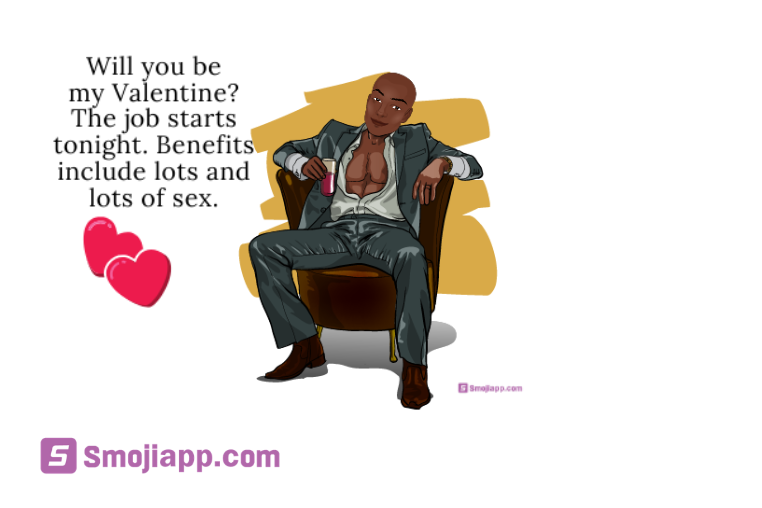 Will you be
my Valentine?
The job starts
tonight. Benefits
include lots and
lots of sex.
S Smojiapp.com
S Smojiapp.com